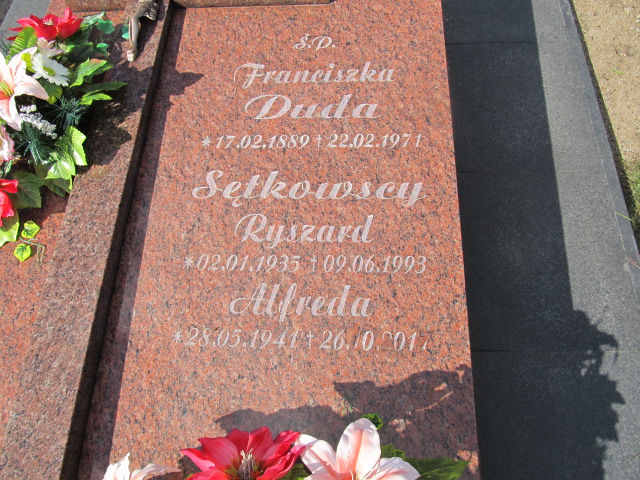 Ś.P.
Franciszka
Duda
*17.02.1889 †22.02.1971
Sętkowscy
Ryszard
*02.01.1935 †09.06.1993
Alfreda
*28.05.1941 †26.10.2017